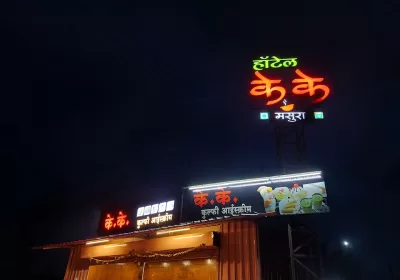 हॉटेल
के के
मसुरा
के. के.
कुल्फी आईस्क्रीम
के. के.
कुल्फी आईस्क्रीम